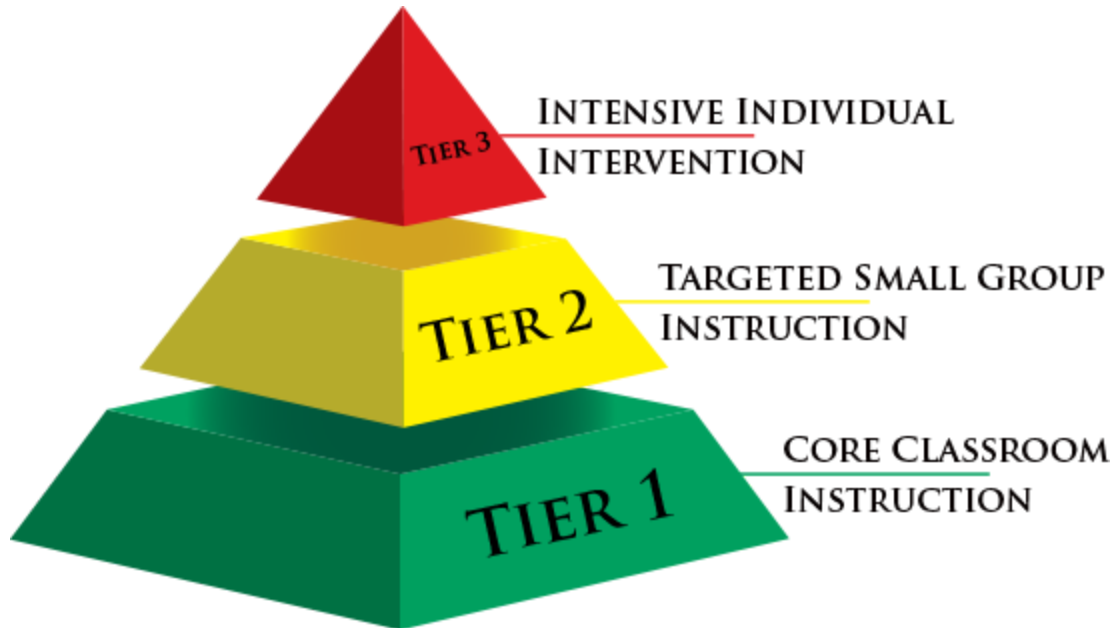 Intensive Individual
Intervention
Tier 3
Targeted Small Group
Instruction
Tier 2
Core Classroom
Instruction
Tier 1